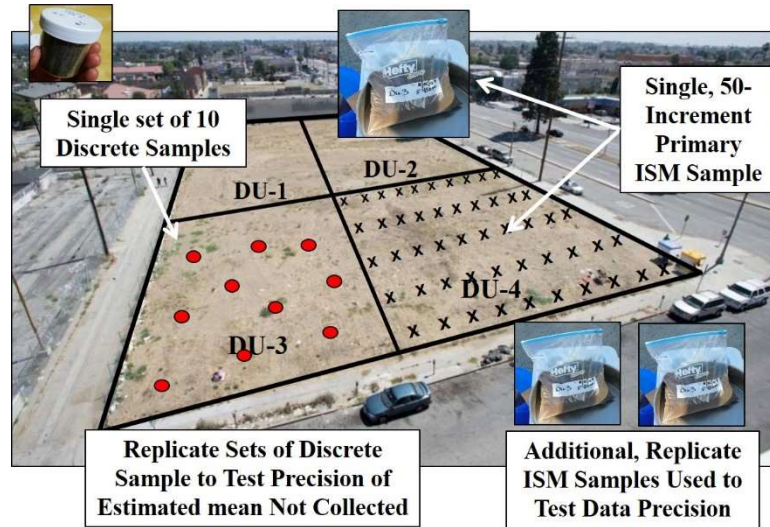 Single set of 10
Discrete Samples
Hefty
DU-3
Single, 50-
Increment
Primary
ISM Sample
DU-1
DU-2
X X X X X X X X X X
DU-4
DU-3
Hefty
Hefty
Replicate Sets of Discrete
Sample to Test Precision of
Estimated mean Not Collected
Additional, Replicate
ISM Samples Used to
Test Data Precision